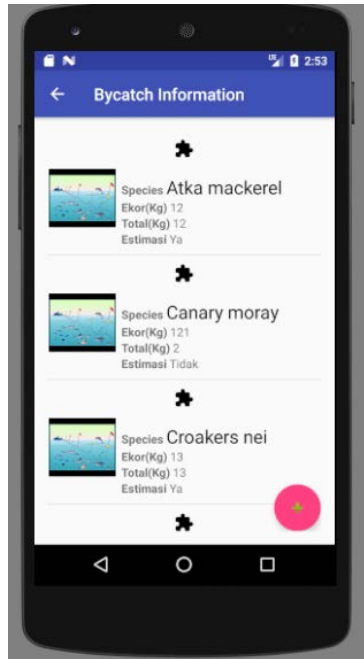 2:53
Bycatch Information
Species Atka mackerel
Ekor(Kg) 12
Total(Kg) 12
Estimasi Ya
Species Canary moray
Ekor(Kg) 121
Total(Kg) 2
Estimasi Tidak
Species Croakers nei
Ekor(Kg) 13
Total(Kg) 13
Estimasi Ya